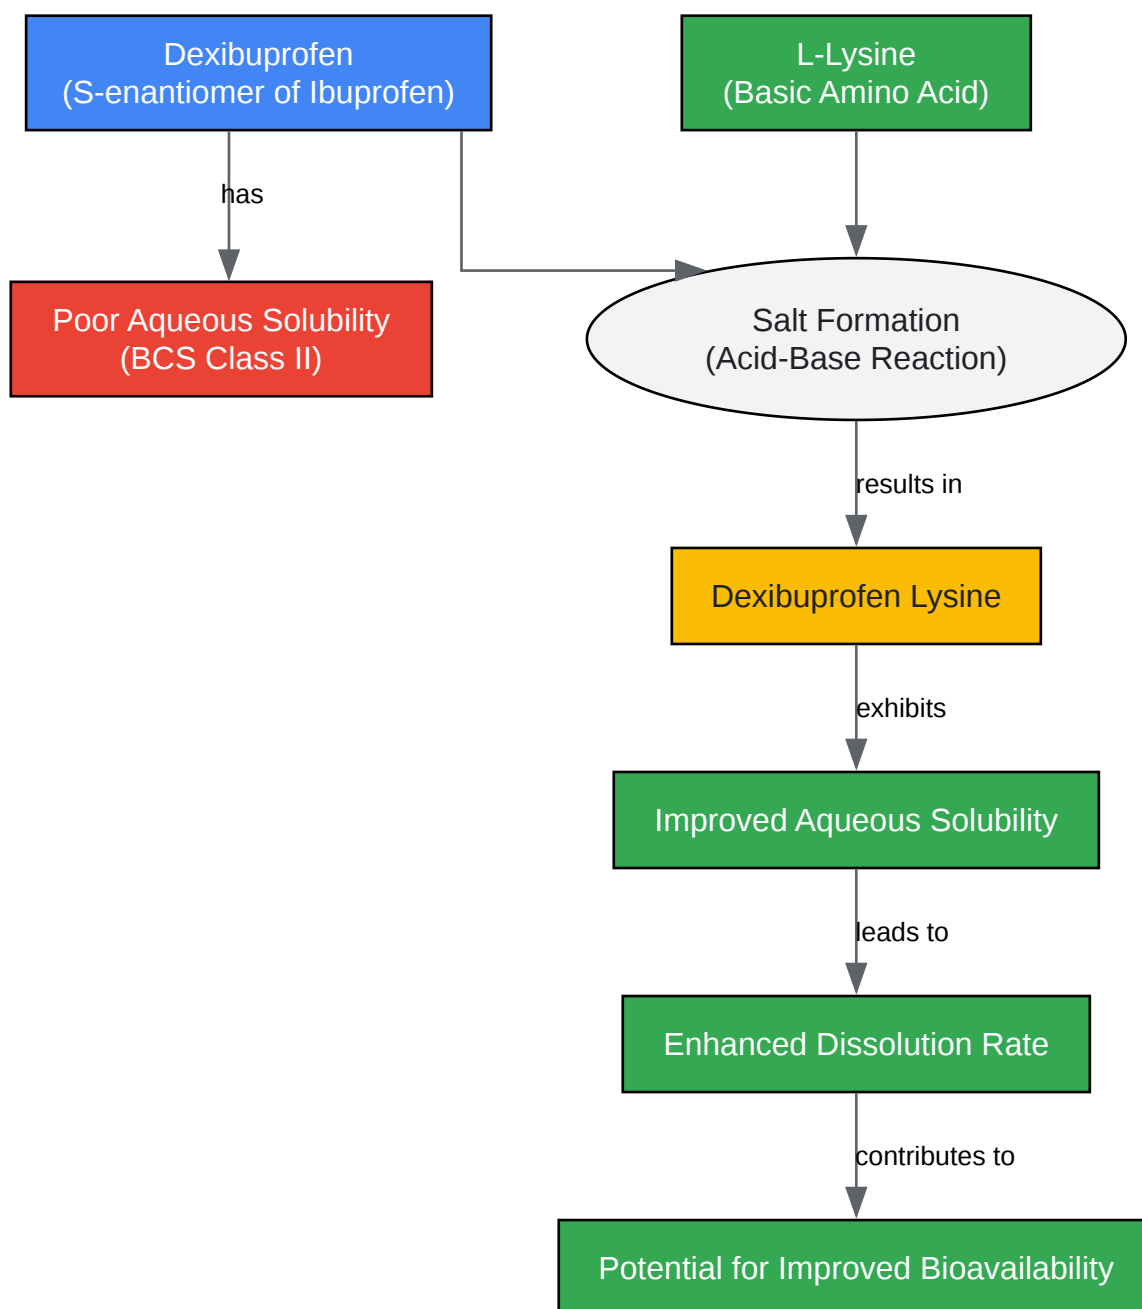 Dexibuprofen
(S-enantiomer of Ibuprofen)
L-Lysine
(Basic Amino Acid)
has
Poor Aqueous Solubility
(BCS Class II)
Salt Formation
(Acid-Base Reaction)
results in
Dexibuprofen Lysine
exhibits
Improved Aqueous Solubility
leads to
Enhanced Dissolution Rate
contributes to
Potential for Improved Bioavailability